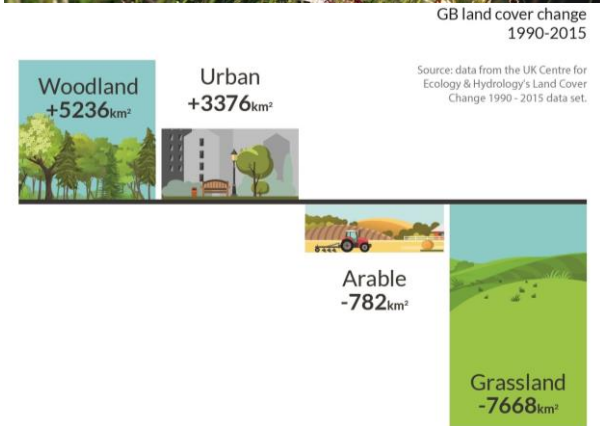 GB land cover change
1990-2015
Source: data from the UK Centre for
Ecology & Hydrology's Land Cover
Change 1990 - 2015 data set.
Woodland
+5236km²
Urban
+3376km²
Arable
-782km²
Grassland
-7668km²